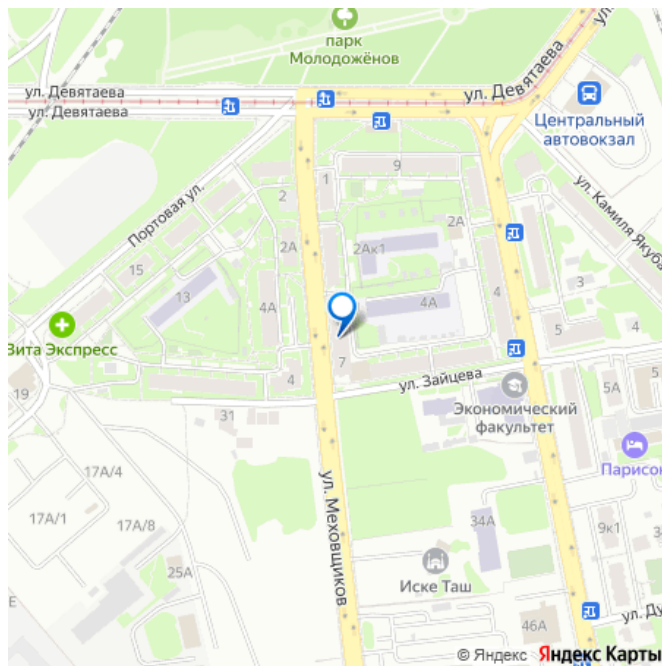 парк
Молодожёнов
ул. Девятаева
ул. Девятаева
ул. Девятаева
ул.
Центральный
автовокзал
ул. Камиля Якуба
Портовая ул.
9
1
2
2А
2А
2Ак1
15
13
4А
4А
4
3
5
4
Вита Экспресс
7
4
ул. Зайцева
19
31
5А
5
Экономический
факультет
Парисон
17А/4
17А/1
17А/8
ул. Меховщиков
34А
9к1
25А
Иске Таш
Е
46А
ул. Ду
© Яндекс Яндекс Карты